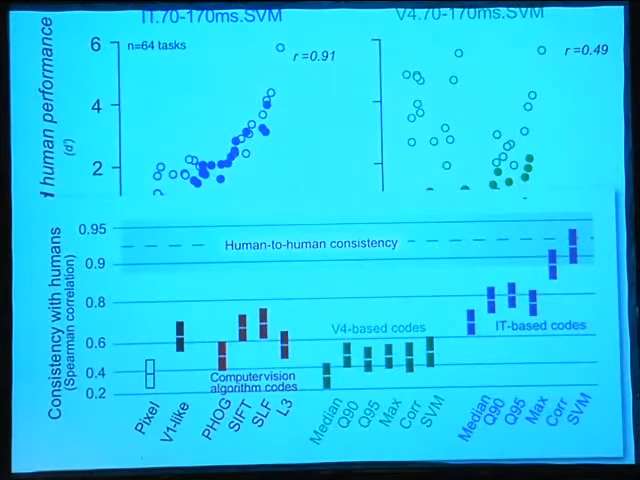 IT.70-170ms.SVM
V4.70-170ms.SVM
human performance
(d')
6
4
2
n=64 tasks
r=0.91
r=0.49
Consistency with humans
(Spearman correlation)
0.95
0.9
0.8
0.6
0.4
0.2
Human-to-human consistency
V4-based codes
IT-based codes
Computervision
algorithm codes
Pixel
V1-like
PHOG
SIFT
SLF
L3
Median
Q90
Q95
Max
Corr
SVM
Median
Q90
Q95
Max
Corr
SVM